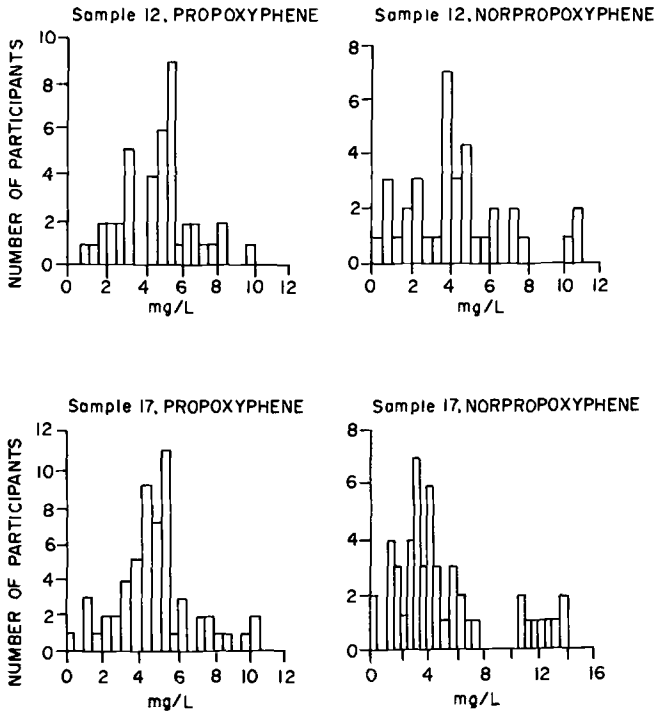 Sample 12, PROPOXYPHENE
NUMBER OF PARTICIPANTS
10
8
6
4
2
0
0 2 4 6 8 10 12
mg/L
Sample 12, NORPROPOXYPHENE
8
6
4
2
0
0 2 4 6 8 10 12
mg/L
Sample 17, PROPOXYPHENE
NUMBER OF PARTICIPANTS
12
10
8
6
4
2
0
0 2 4 6 8 10 12
mg/L
Sample 17, NORPROPOXYPHENE
8
6
4
2
0
0 4 8 12 16
mg/L